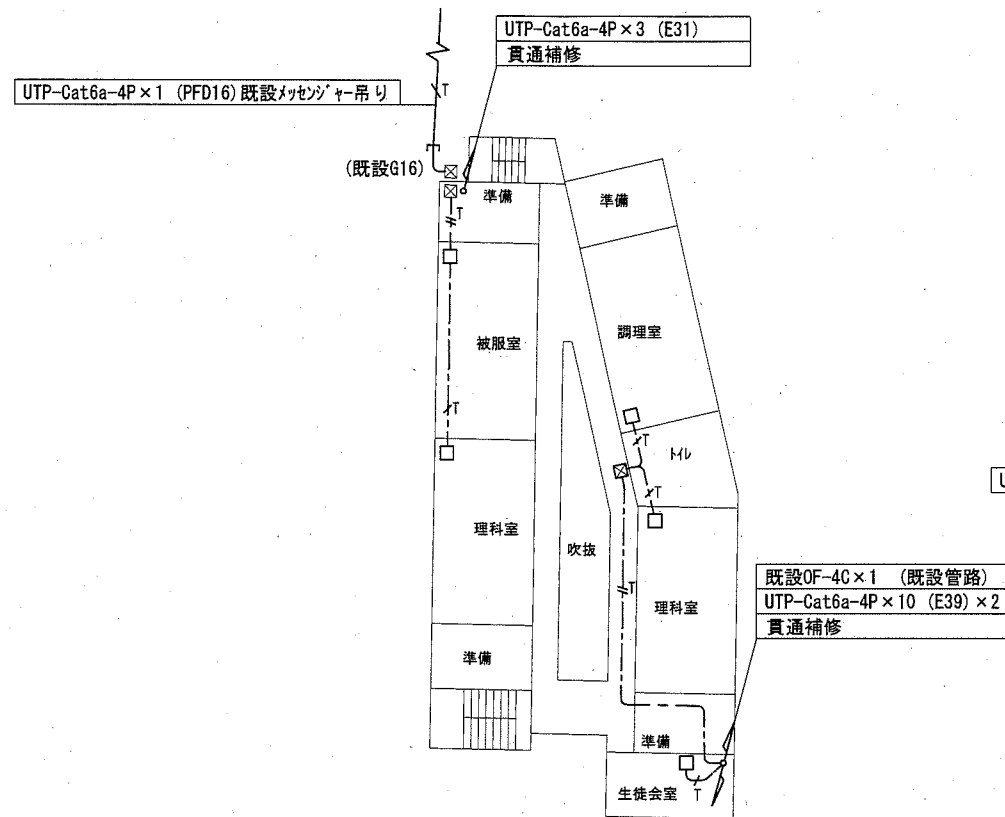 UTP-Cat6a-4P×3 (E31)
貫通補修
UTP-Cat6a-4P×1 (PFD16)既設メッセンジャー吊り
T
(既設G16)
準備
準備
T
調理室
被服室
T
T
トイレ
T
U
理科室
吹抜
既設OF-4C×1 (既設管路)
UTP-Cat6a-4P×10 (E39)×2
貫通補修
T
理科室
準備
準備
生徒会室
T